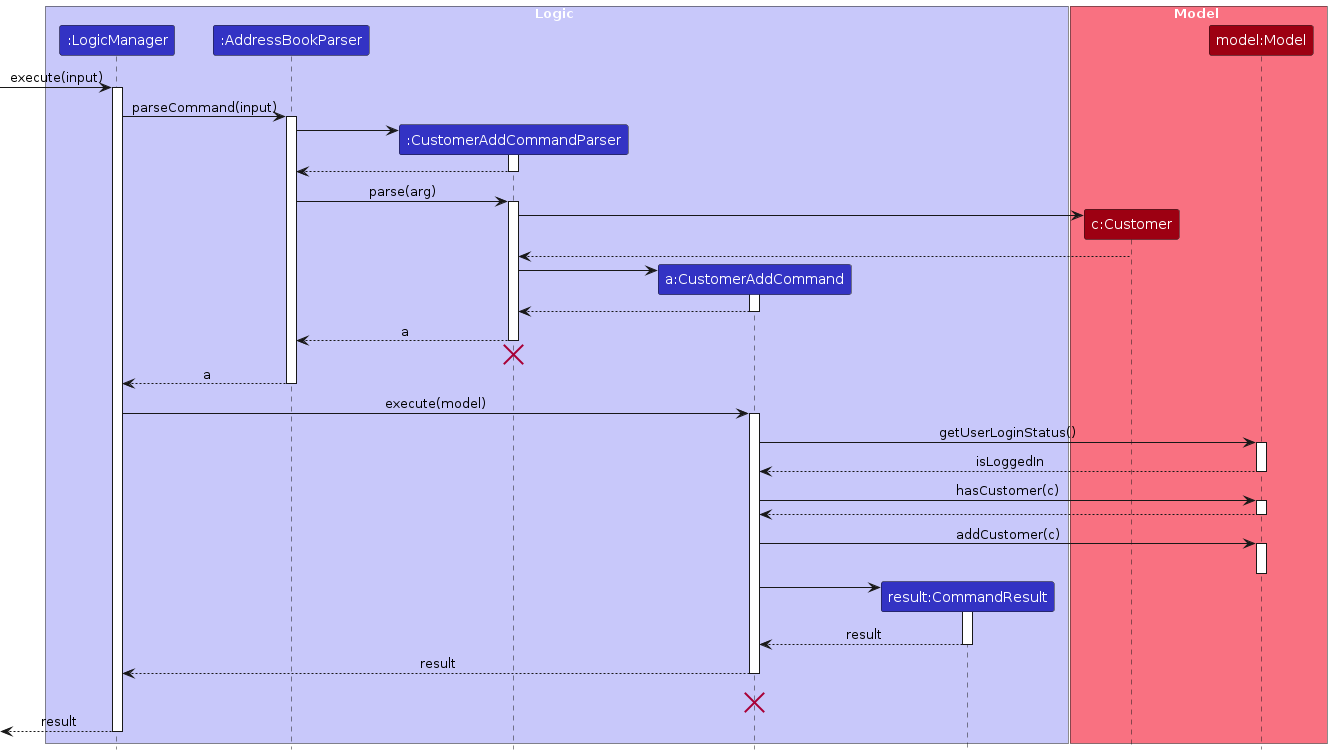 Logic
Model
:LogicManager
:AddressBookParser
model:Model
execute(input)
parseCommand(input)
:CustomerAddCommandParser
parse(arg)
c:Customer
a:CustomerAddCommand
a
a
execute(model)
getUserLoginStatus()
isLoggedIn
hasCustomer(c)
addCustomer(c)
result:CommandResult
result
result
result